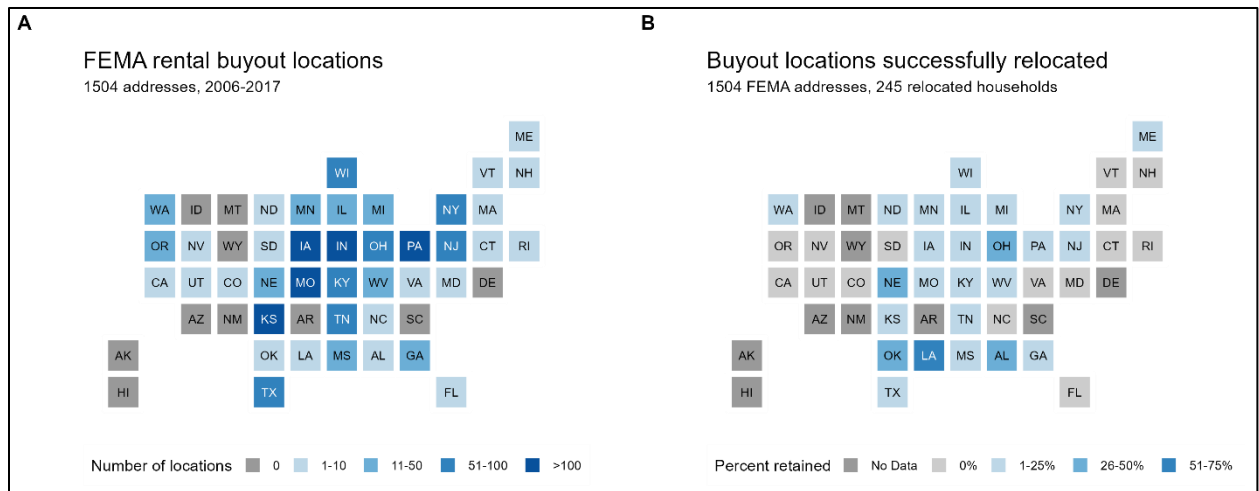 A
FEMA rental buyout locations
1504 addresses, 2006-2017
ME
WI VT NH
WA ID MT ND MN IL MI NY MA
OR NV WY SD IA IN OH PA NJ CT RI
CA UT CO NE MO KY WV VA MD DE
AZ NM KS AR TN NC SC
AK OK LA MS AL GA
HI TX FL
Number of locations 0 1-10 11-50 51-100 >100
B
Buyout locations successfully relocated
1504 FEMA addresses, 245 relocated households
ME
WI VT NH
WA ID MT ND MN IL MI NY MA
OR NV WY SD IA IN OH PA NJ CT RI
CA UT CO NE MO KY WV VA MD DE
AZ NM KS AR TN NC SC
AK OK LA MS AL GA
HI TX FL
Percent retained No Data 0% 1-25% 26-50% 51-75%